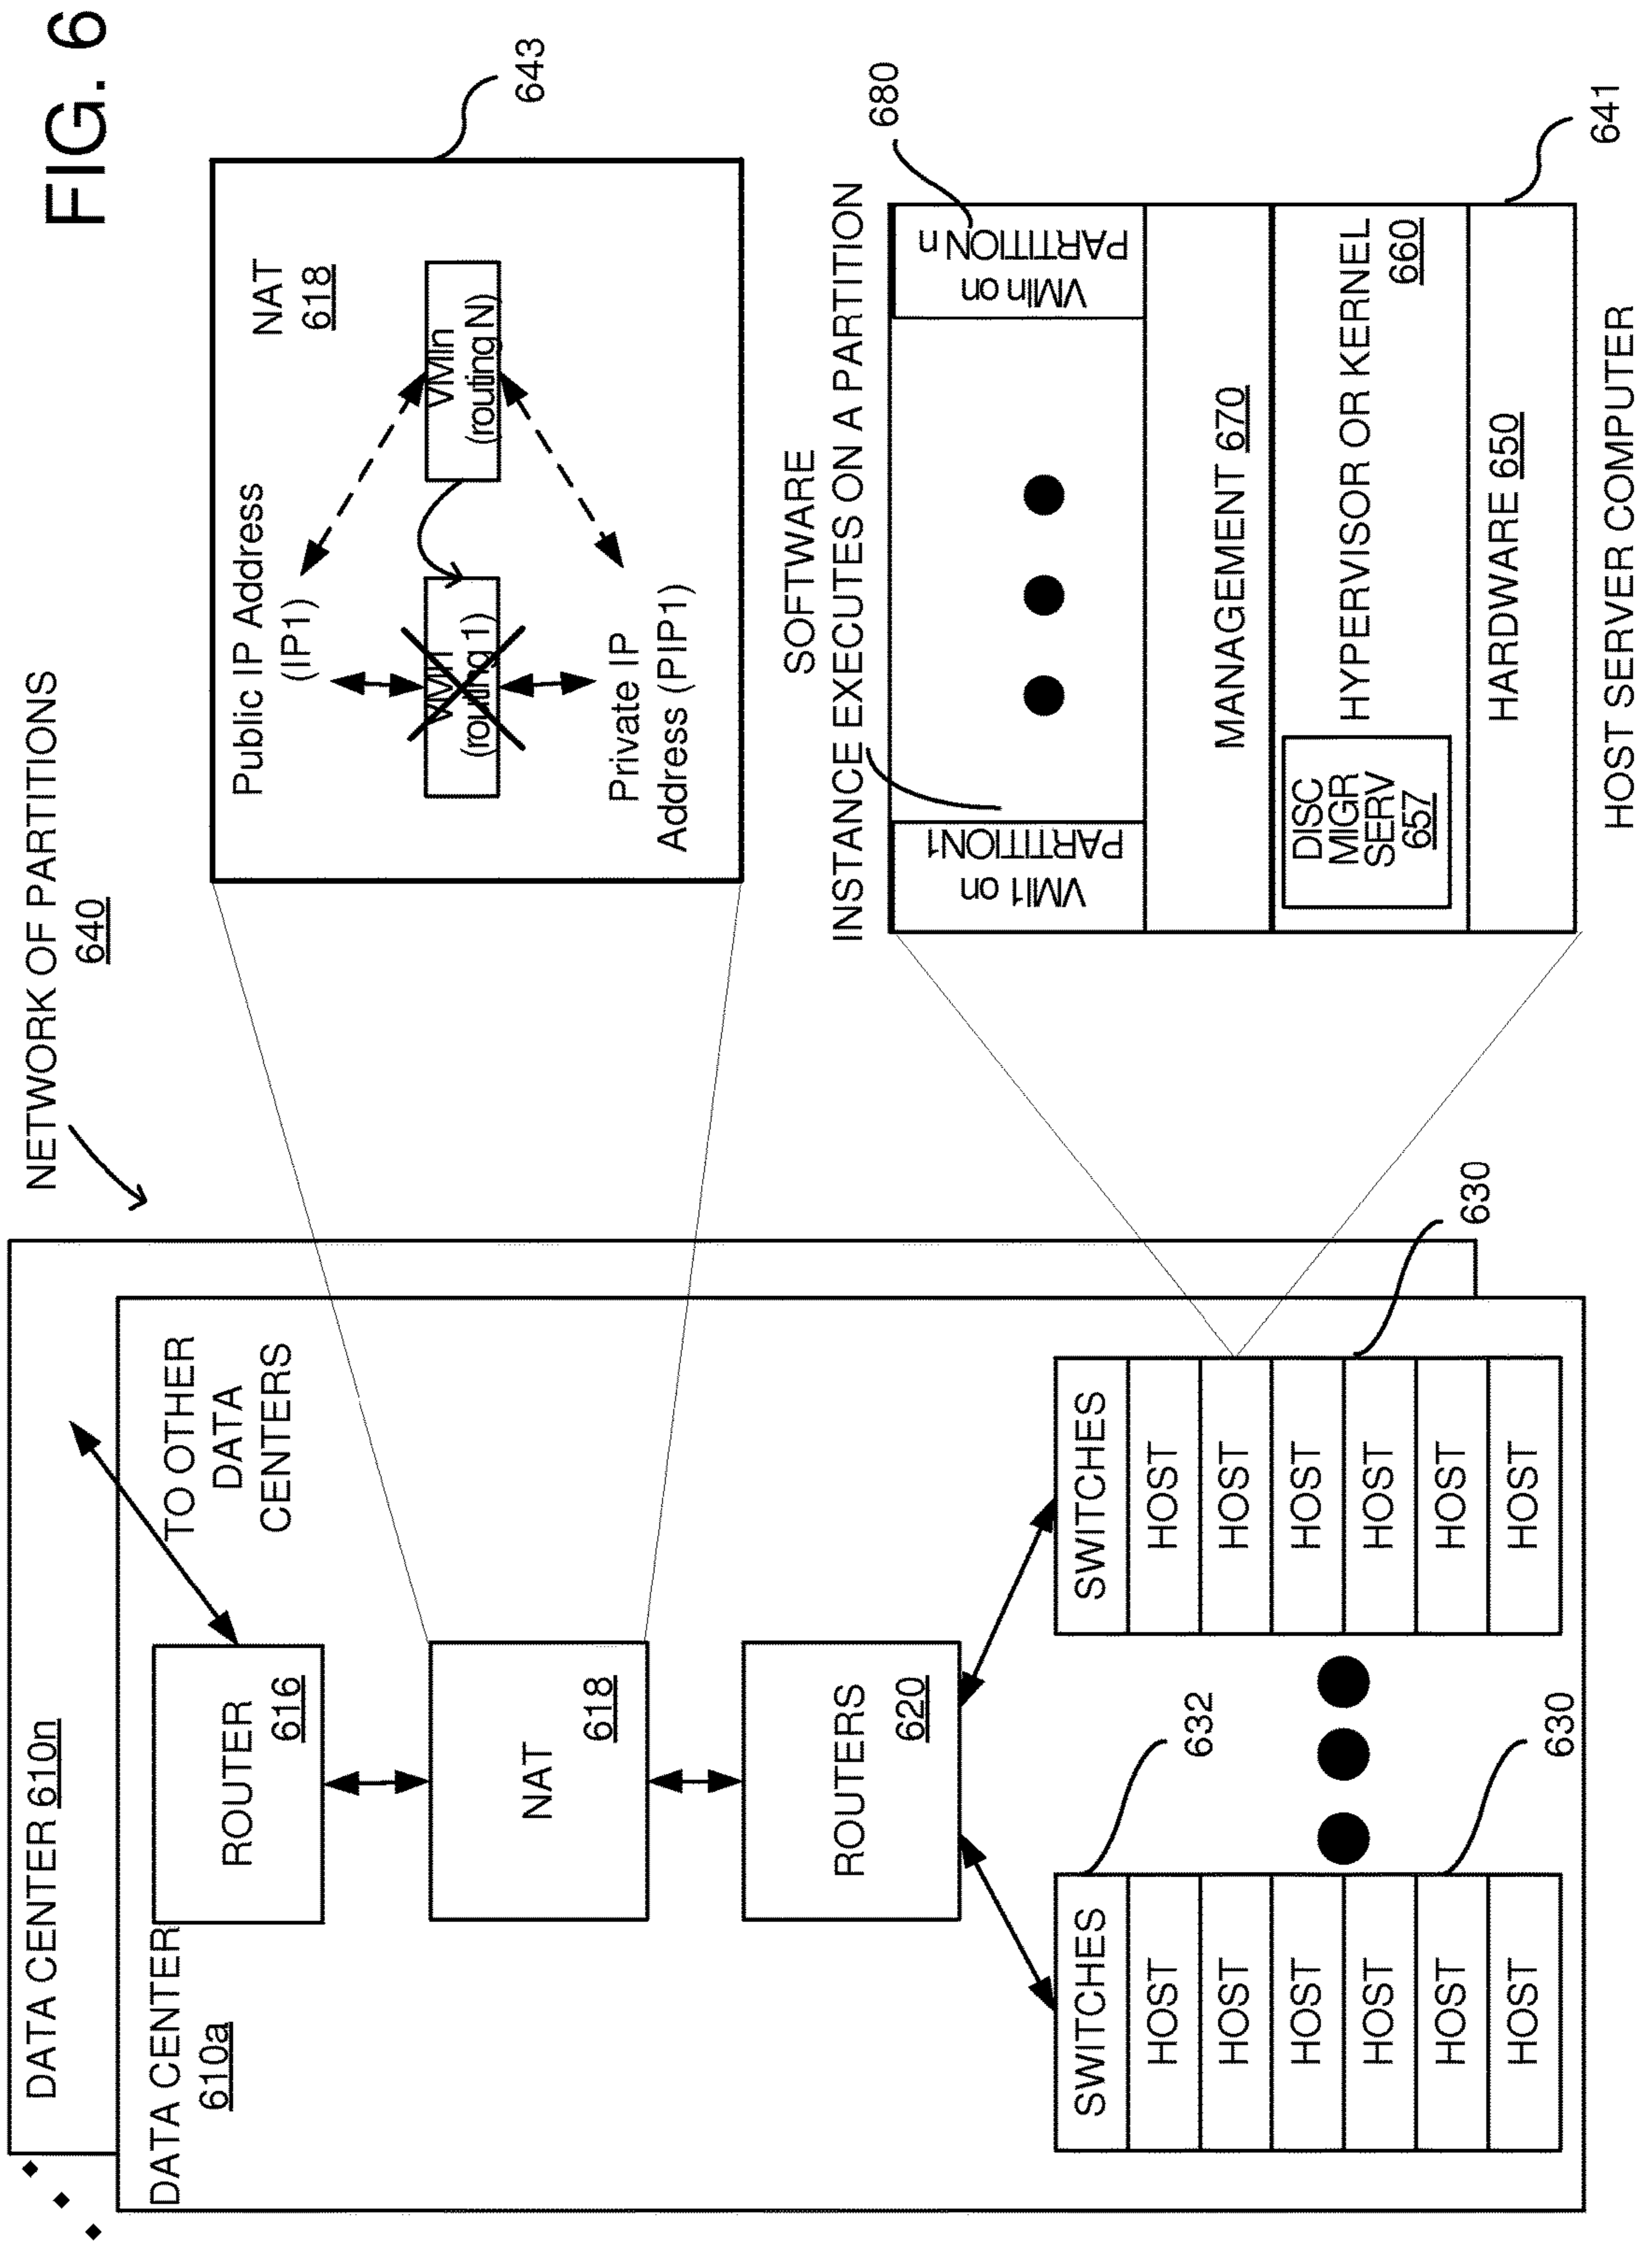 FIG. 6
NETWORK OF PARTITIONS
640
DATA CENTER 610n
DATA CENTER
610a
TO OTHER
DATA
CENTERS
ROUTER
616
NAT
618
ROUTERS
620
SWITCHES
HOST
HOST
HOST
HOST
HOST
HOST
632
630
SWITCHES
HOST
HOST
HOST
HOST
HOST
HOST
630
Public IP Address
(IP1)
NAT
618
(routing 1)
VMIn
(routing N)
Private IP
Address (PIP1)
643
SOFTWARE
INSTANCE EXECUTES ON A PARTITION
680
VMI1 on
PARTITION1
VMIn on
PARTITION n
MANAGEMENT 670
DISC
MIGR
SERV
657
HYPERVISOR OR KERNEL
660
HARDWARE 650
641
HOST SERVER COMPUTER